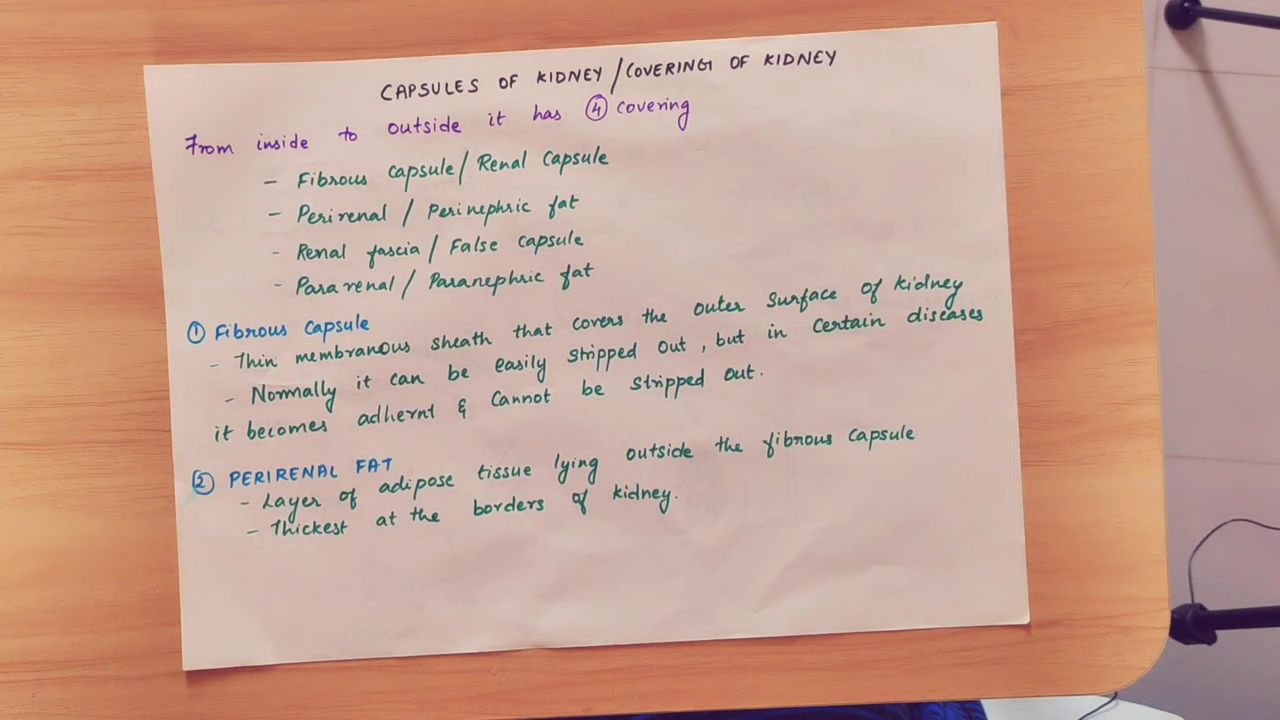 CAPSULES OF KIDNEY / COVERING OF KIDNEY
From inside to outside it has ④ covering
- Fibrous capsule / Renal Capsule
- Perirenal / Perinephric fat
- Renal fascia / False capsule
- Pararenal / Paranephric fat
① Fibrous capsule
- Thin membranous sheath that covers the outer surface of kidney
- Normally it can be easily stripped out, but in certain diseases
it becomes adhernt & cannot be stripped out.
② PERIRENAL FAT
- Layer of adipose tissue lying outside the fibrous capsule
- Thickest at the borders of kidney.